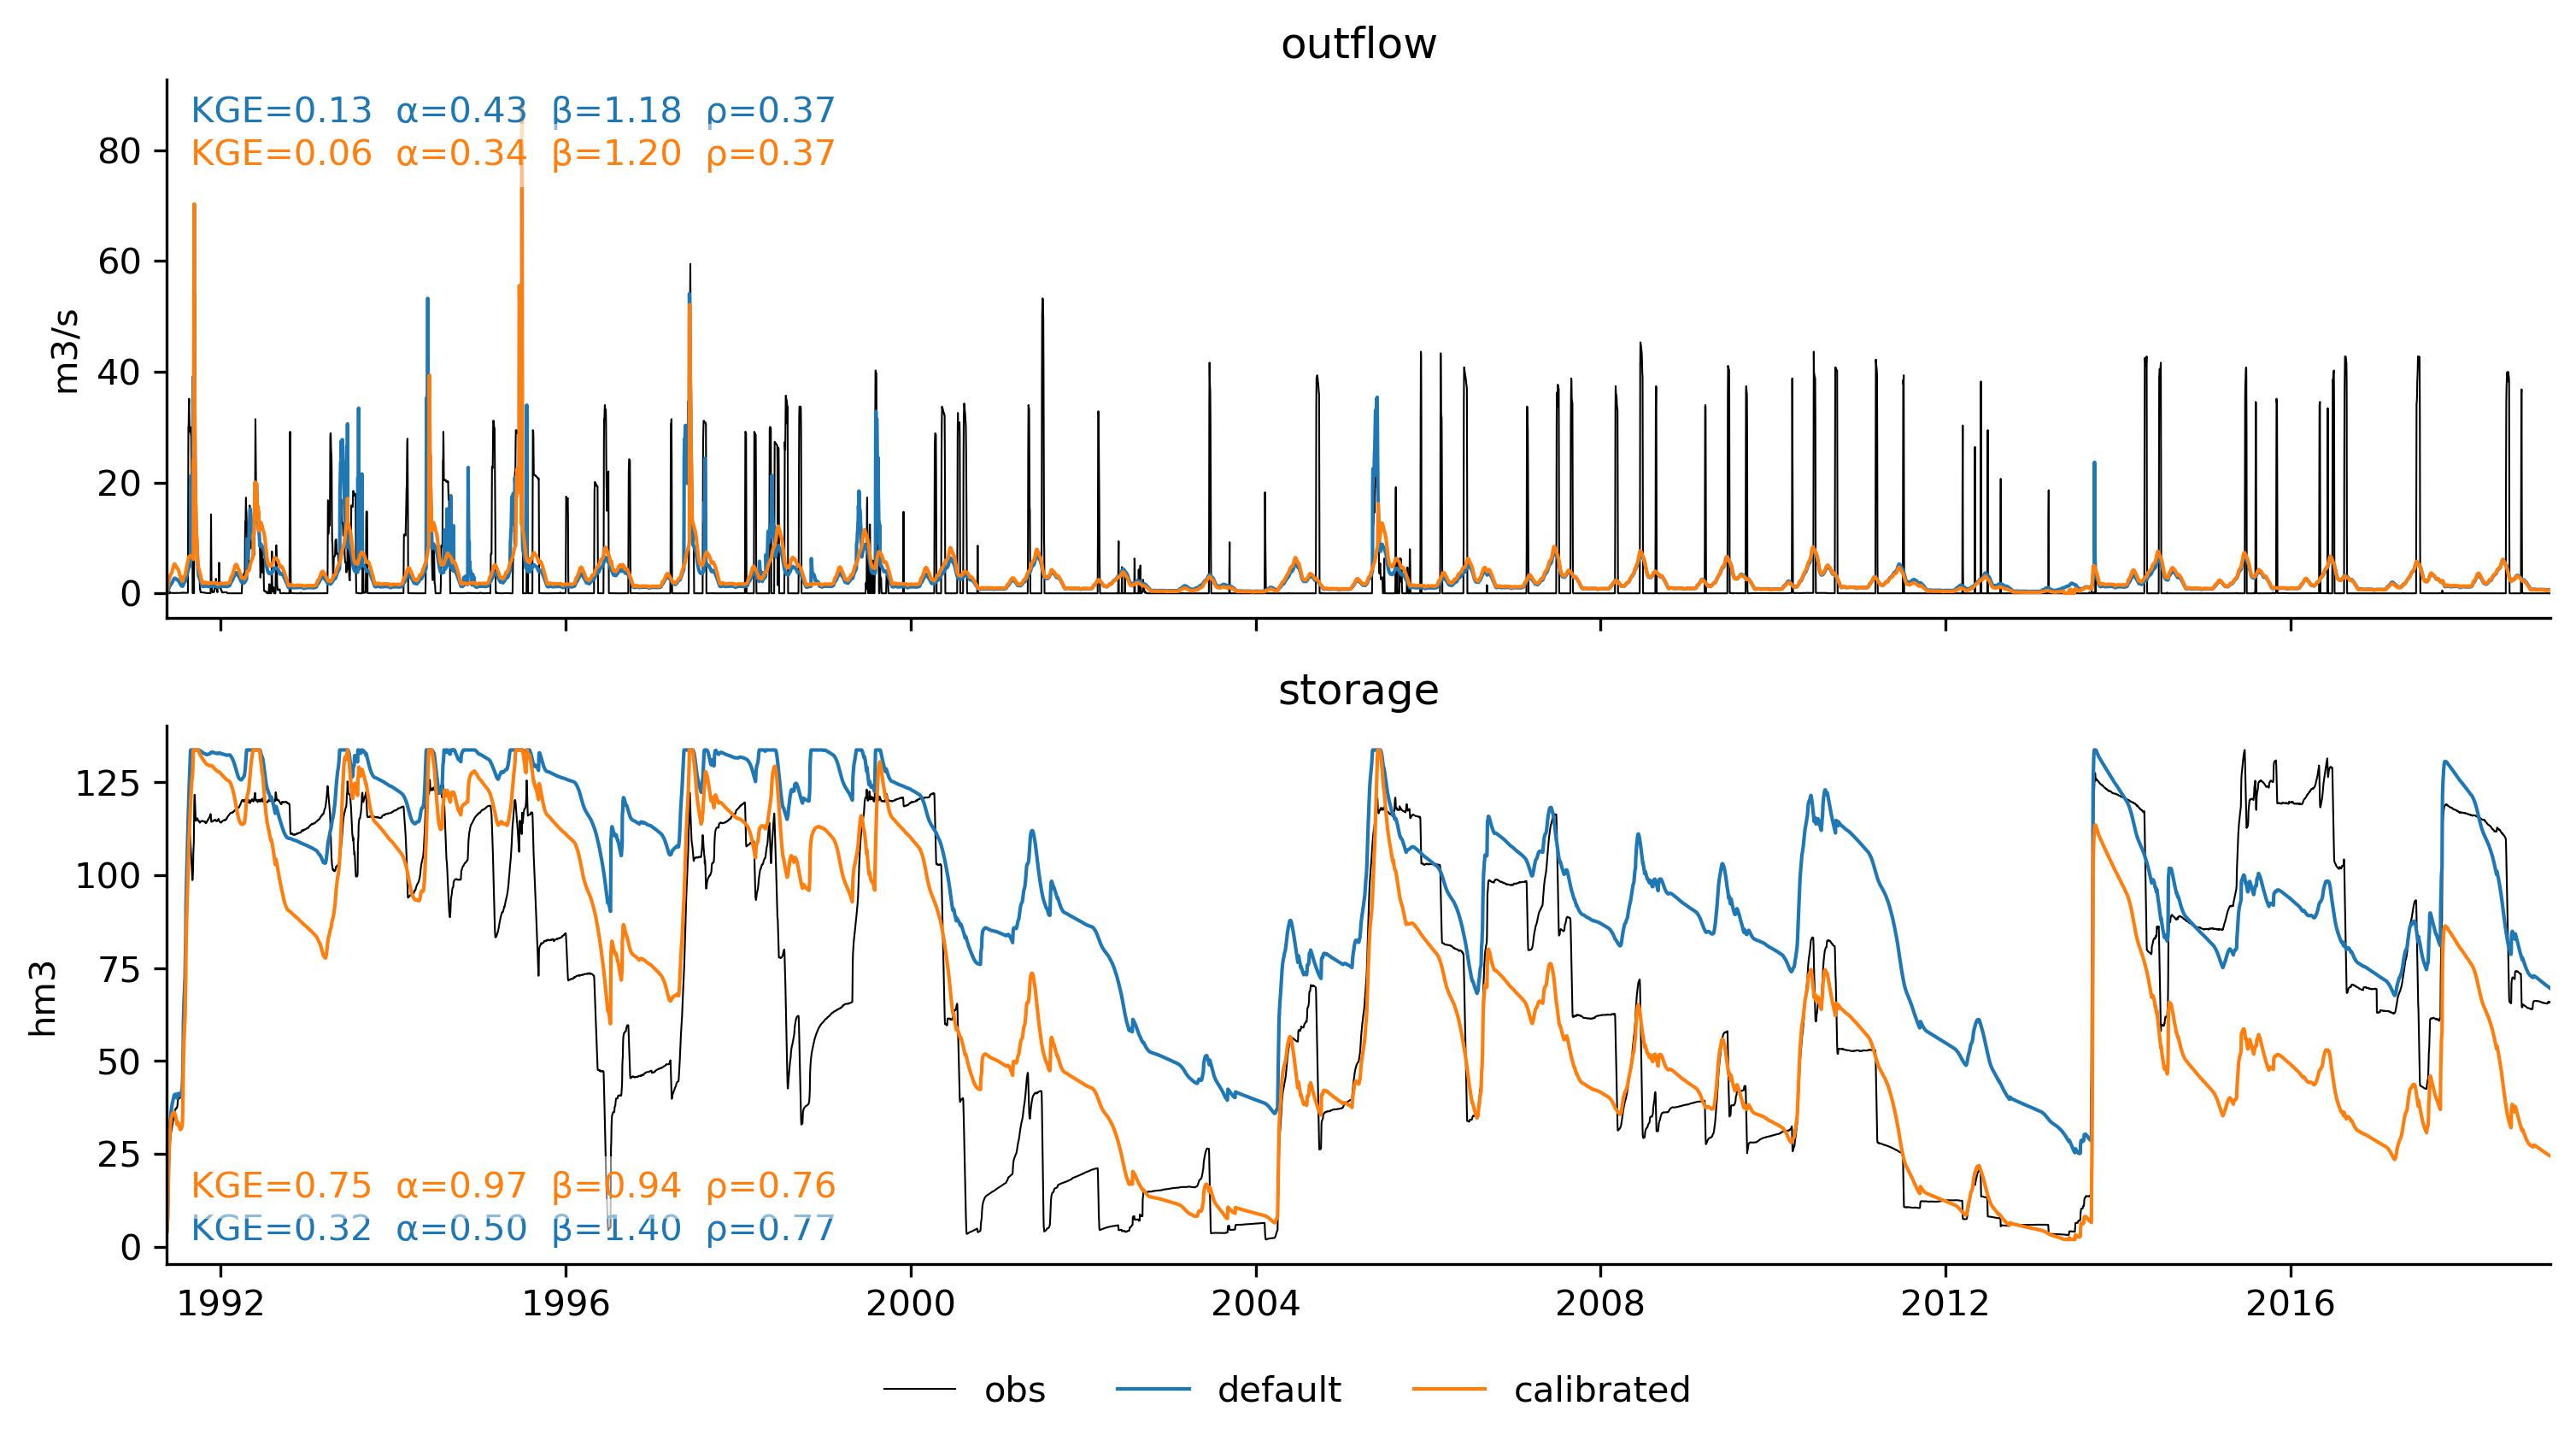 outflow
KGE=0.13 α=0.43 β=1.18 ρ=0.37
KGE=0.06 α=0.34 β=1.20 ρ=0.37
m3/s
80
60
40
20
0
storage
hm3
125
100
75
50
25
0
KGE=0.75 α=0.97 β=0.94 ρ=0.76
KGE=0.32 α=0.50 β=1.40 ρ=0.77
1992 1996 2000 2004 2008 2012 2016
obs default calibrated